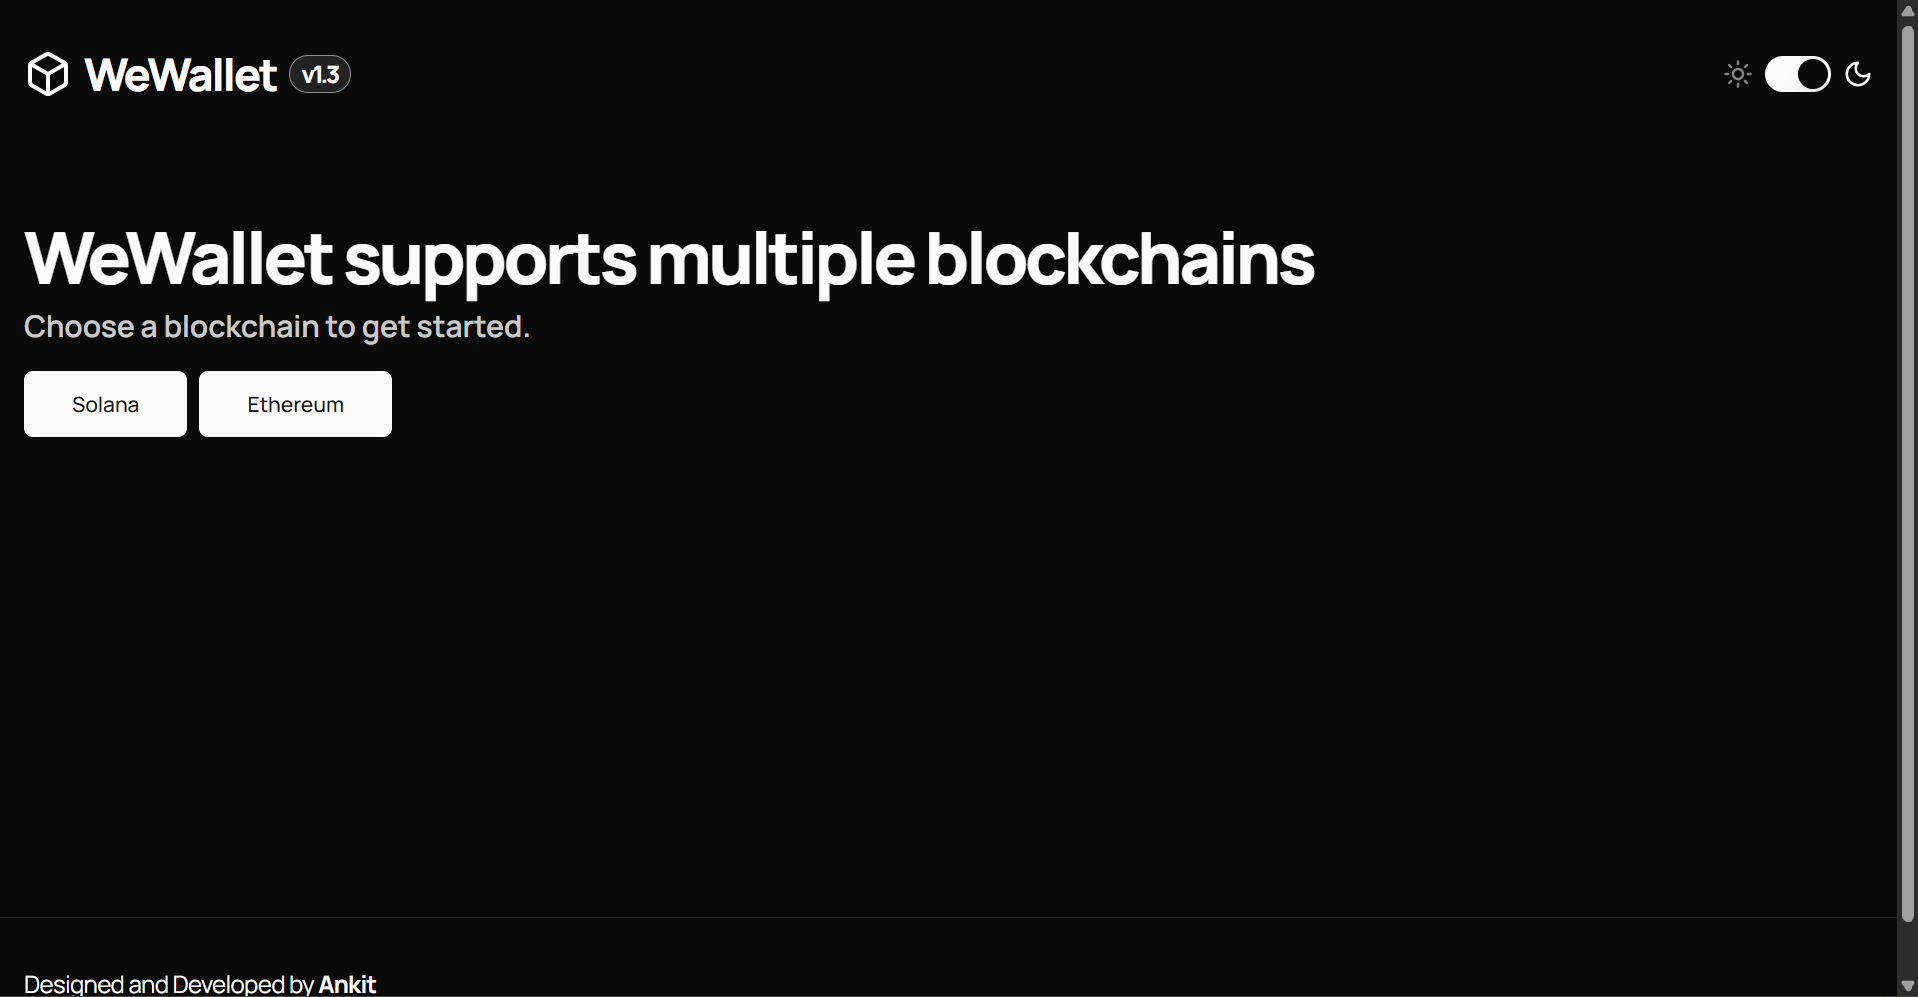 WeWallet v1.3
WeWallet supports multiple blockchains
Choose a blockchain to get started.
Solana Ethereum
Designed and Developed by Ankit